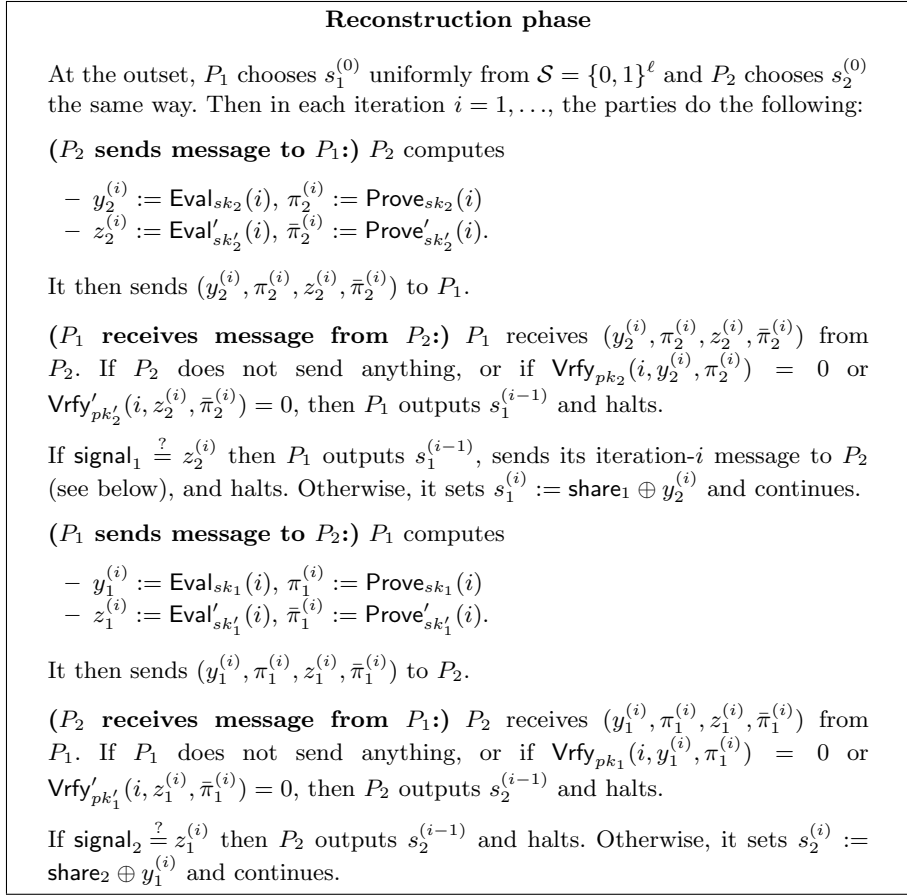 Reconstruction phase
At the outset, P₁ chooses s₁⁽⁰⁾ uniformly from 𝒮 = {0, 1}^ℓ and P₂ chooses s₂⁽⁰⁾
the same way. Then in each iteration i = 1, . . ., the parties do the following:
(P₂ sends message to P₁:) P₂ computes
– y₂⁽ⁱ⁾ := Eval_{sk₂}(i), π₂⁽ⁱ⁾ := Prove_{sk₂}(i)
– z₂⁽ⁱ⁾ := Eval′_{sk′₂}(i), π̄₂⁽ⁱ⁾ := Prove′_{sk′₂}(i).
It then sends (y₂⁽ⁱ⁾, π₂⁽ⁱ⁾, z₂⁽ⁱ⁾, π̄₂⁽ⁱ⁾) to P₁.
(P₁ receives message from P₂:) P₁ receives (y₂⁽ⁱ⁾, π₂⁽ⁱ⁾, z₂⁽ⁱ⁾, π̄₂⁽ⁱ⁾) from
P₂. If P₂ does not send anything, or if Vrfy_{pk₂}(i, y₂⁽ⁱ⁾, π₂⁽ⁱ⁾) = 0 or
Vrfy′_{pk′₂}(i, z₂⁽ⁱ⁾, π̄₂⁽ⁱ⁾) = 0, then P₁ outputs s₁⁽ⁱ⁻¹⁾ and halts.
If signal₁ ≟ z₂⁽ⁱ⁾ then P₁ outputs s₁⁽ⁱ⁻¹⁾, sends its iteration-i message to P₂
(see below), and halts. Otherwise, it sets s₁⁽ⁱ⁾ := share₁ ⊕ y₂⁽ⁱ⁾ and continues.
(P₁ sends message to P₂:) P₁ computes
– y₁⁽ⁱ⁾ := Eval_{sk₁}(i), π₁⁽ⁱ⁾ := Prove_{sk₁}(i)
– z₁⁽ⁱ⁾ := Eval′_{sk′₁}(i), π̄₁⁽ⁱ⁾ := Prove′_{sk′₁}(i).
It then sends (y₁⁽ⁱ⁾, π₁⁽ⁱ⁾, z₁⁽ⁱ⁾, π̄₁⁽ⁱ⁾) to P₂.
(P₂ receives message from P₁:) P₂ receives (y₁⁽ⁱ⁾, π₁⁽ⁱ⁾, z₁⁽ⁱ⁾, π̄₁⁽ⁱ⁾) from
P₁. If P₁ does not send anything, or if Vrfy_{pk₁}(i, y₁⁽ⁱ⁾, π₁⁽ⁱ⁾) = 0 or
Vrfy′_{pk′₁}(i, z₁⁽ⁱ⁾, π̄₁⁽ⁱ⁾) = 0, then P₂ outputs s₂⁽ⁱ⁻¹⁾ and halts.
If signal₂ ≟ z₁⁽ⁱ⁾ then P₂ outputs s₂⁽ⁱ⁻¹⁾ and halts. Otherwise, it sets s₂⁽ⁱ⁾ :=
share₂ ⊕ y₁⁽ⁱ⁾ and continues.